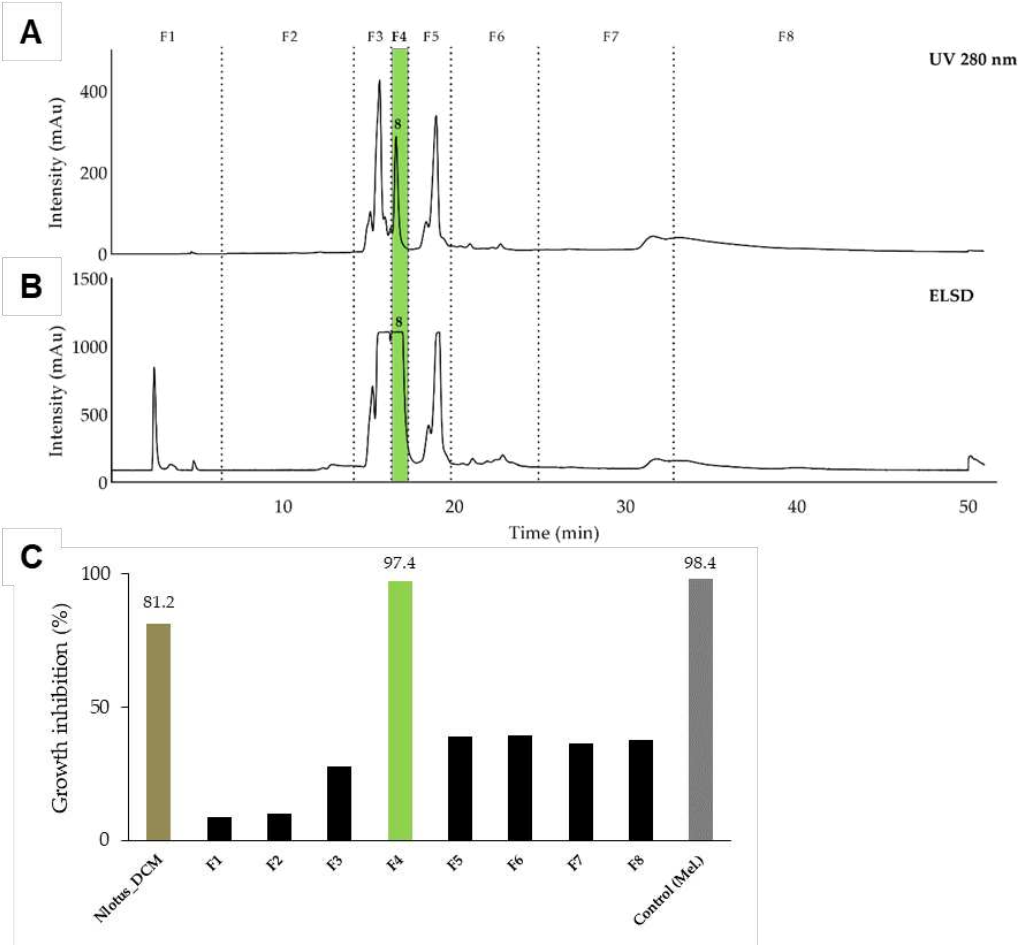 A
F1 F2 F3 F4 F5 F6 F7 F8
UV 280 nm
Intensity (mAu)
400
200
0
8
B
ELSD
Intensity (mAu)
1500
1000
500
0
8
10 20 30 40 50
Time (min)
C
Growth inhibition (%)
100
50
0
81.2
97.4
98.4
Nlotus_DCM F1 F2 F3 F4 F5 F6 F7 F8 Control (Mel.)